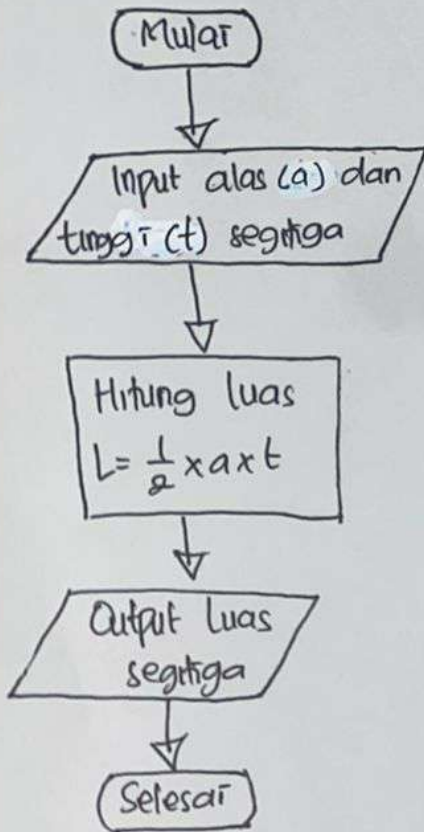 Mulai
Input alas (a) dan
tinggi (t) segitiga
Hitung luas
L = 1/2 x a x t
Output luas
segitiga
Selesai